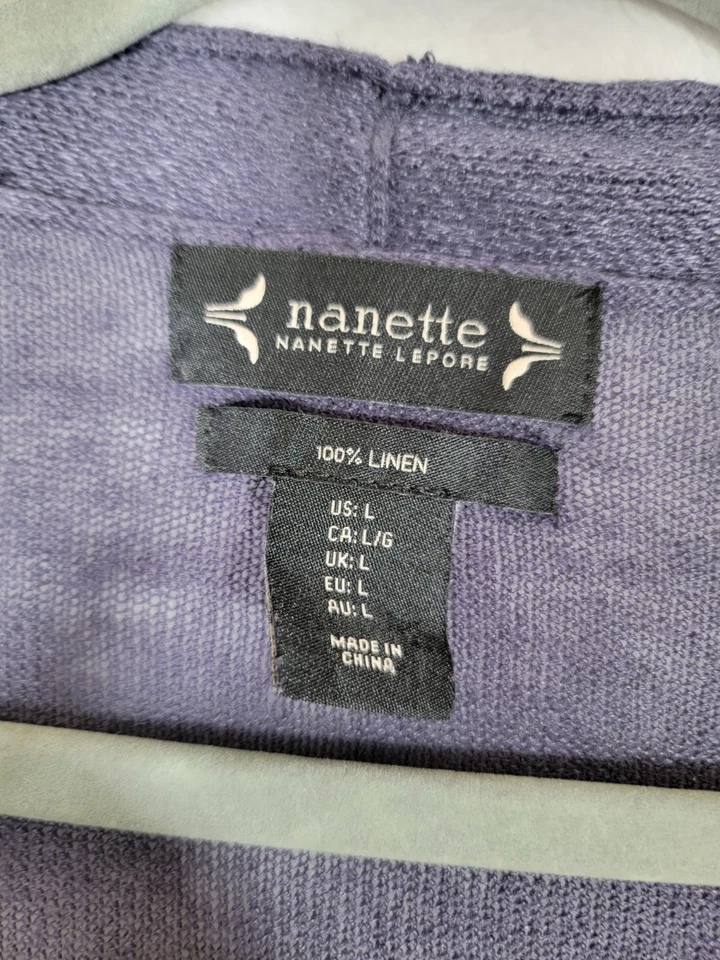 nanette
NANETTE LEPORE
100% LINEN
US: L
CA: L/G
UK: L
EU: L
AU: L
MADE IN
CHINA